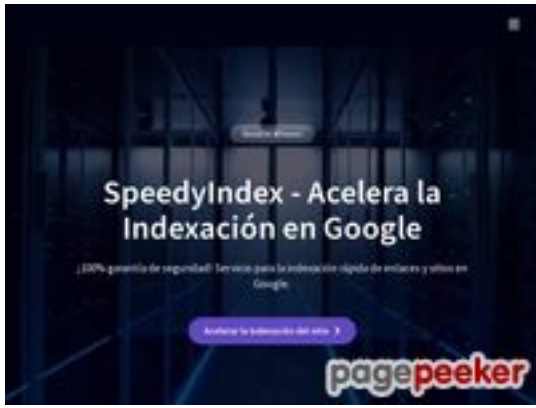 SpeedyIndex - Acelera la
Indexación en Google
¡100% garantía de seguridad! Servicio para la indexación rápida de enlaces y sitios en
Google.
Acelerar la indexación del sitio
pagepeeker